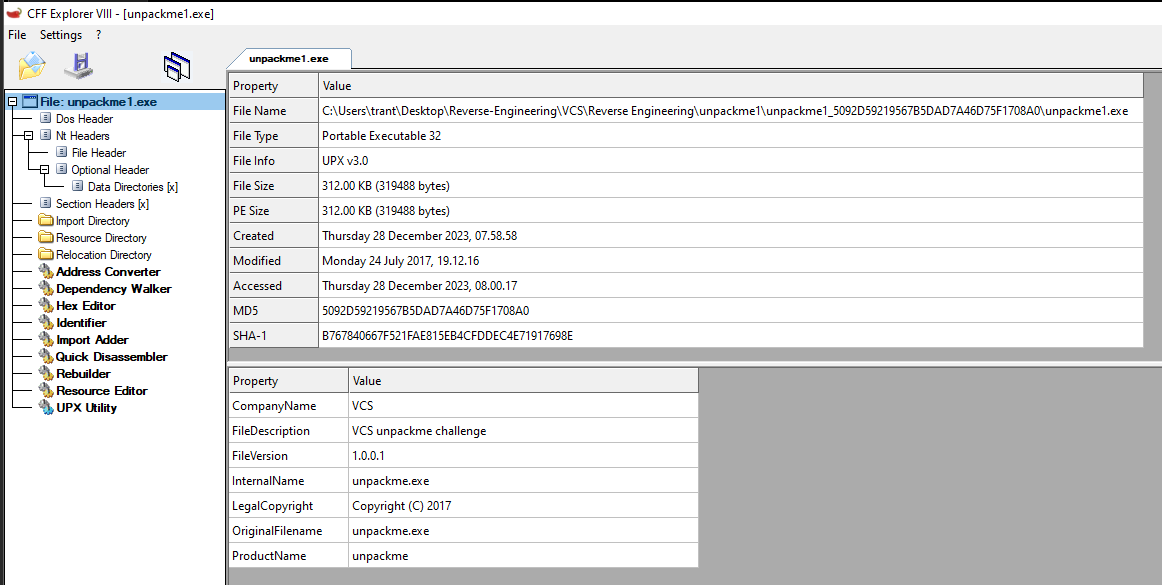 CFF Explorer VIII - [unpackme1.exe]
File Settings ?
unpackme1.exe
File: unpackme1.exe
Dos Header
Nt Headers
File Header
Optional Header
Data Directories [x]
Section Headers [x]
Import Directory
Resource Directory
Relocation Directory
Address Converter
Dependency Walker
Hex Editor
Identifier
Import Adder
Quick Disassembler
Rebuilder
Resource Editor
UPX Utility
Property Value
File Name C:\Users\trant\Desktop\Reverse-Engineering\VCS\Reverse Engineering\unpackme1\unpackme1_5092D59219567B5DAD7A46D75F1708A0\unpackme1.exe
File Type Portable Executable 32
File Info UPX v3.0
File Size 312.00 KB (319488 bytes)
PE Size 312.00 KB (319488 bytes)
Created Thursday 28 December 2023, 07.58.58
Modified Monday 24 July 2017, 19.12.16
Accessed Thursday 28 December 2023, 08.00.17
MD5 5092D59219567B5DAD7A46D75F1708A0
SHA-1 B767840667F521FAE815EB4CFDDEC4E71917698E
Property Value
CompanyName VCS
FileDescription VCS unpackme challenge
FileVersion 1.0.0.1
InternalName unpackme.exe
LegalCopyright Copyright (C) 2017
OriginalFilename unpackme.exe
ProductName unpackme